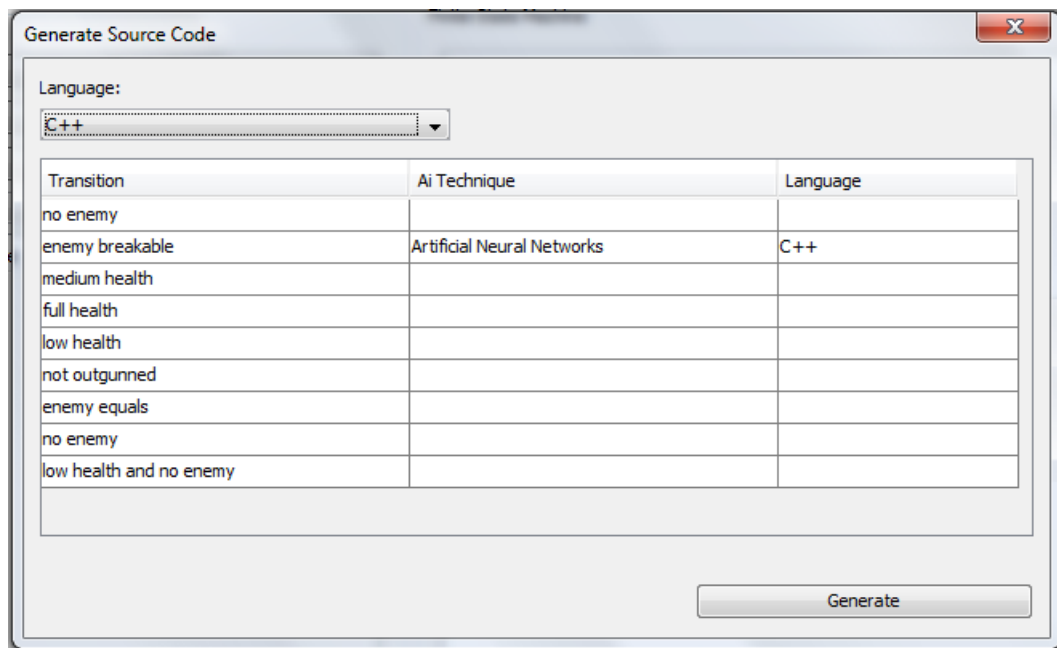 Generate Source Code
Language:
C++
Transition Ai Technique Language
no enemy
enemy breakable Artificial Neural Networks C++
medium health
full health
low health
not outgunned
enemy equals
no enemy
low health and no enemy
Generate